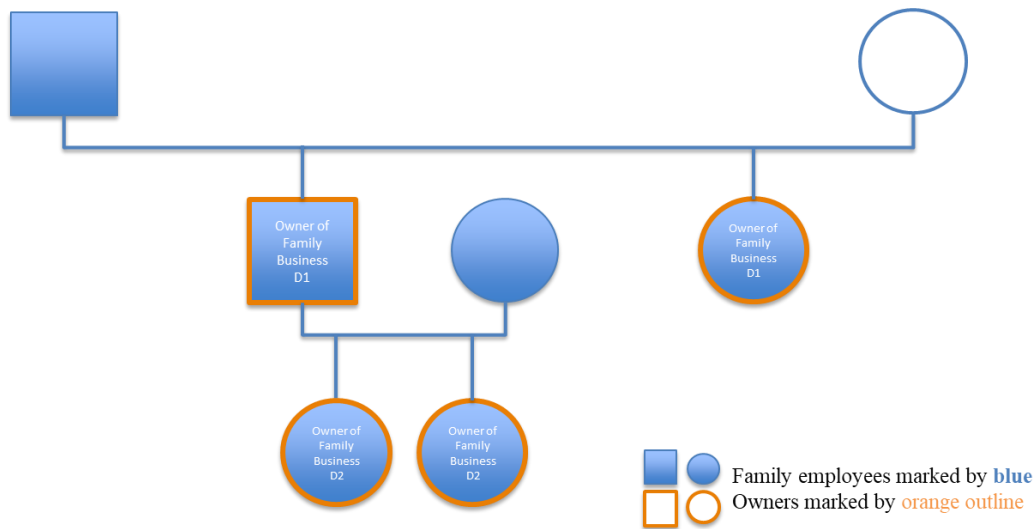 Owner of
Family
Business
D1
Owner of
Family
Business
D1
Owner of
Family
Business
D2
Owner of
Family
Business
D2
Family employees marked by blue
Owners marked by orange outline